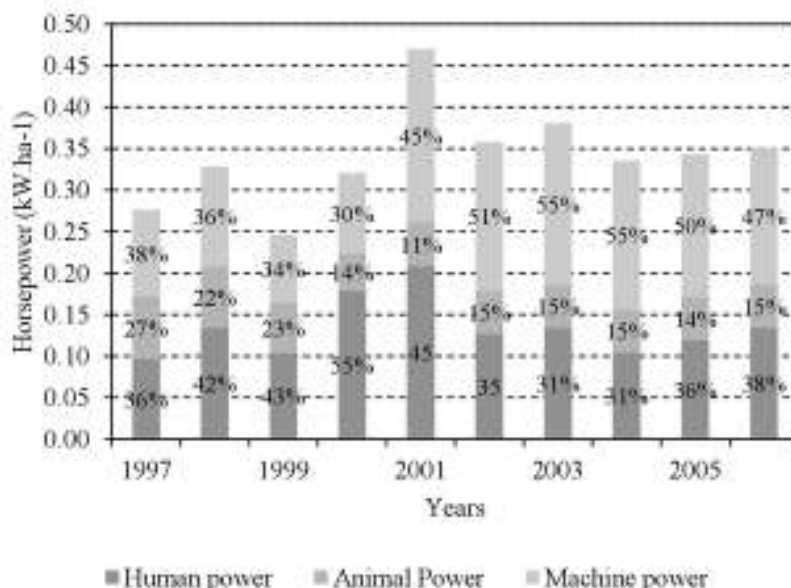 0.50
0.45
0.40
0.35
0.30
0.25
0.20
0.15
0.10
0.05
0.00
Horsepower (kW.ha-1)
38% 36% 34% 30% 45% 51% 55% 55% 50% 47%
27% 22% 23% 14% 11% 15% 15% 15% 14% 15%
36% 42% 43% 55% 45 35 31% 31% 36% 38%
1997 1999 2001 2003 2005
Years
Human power Animal Power Machine power